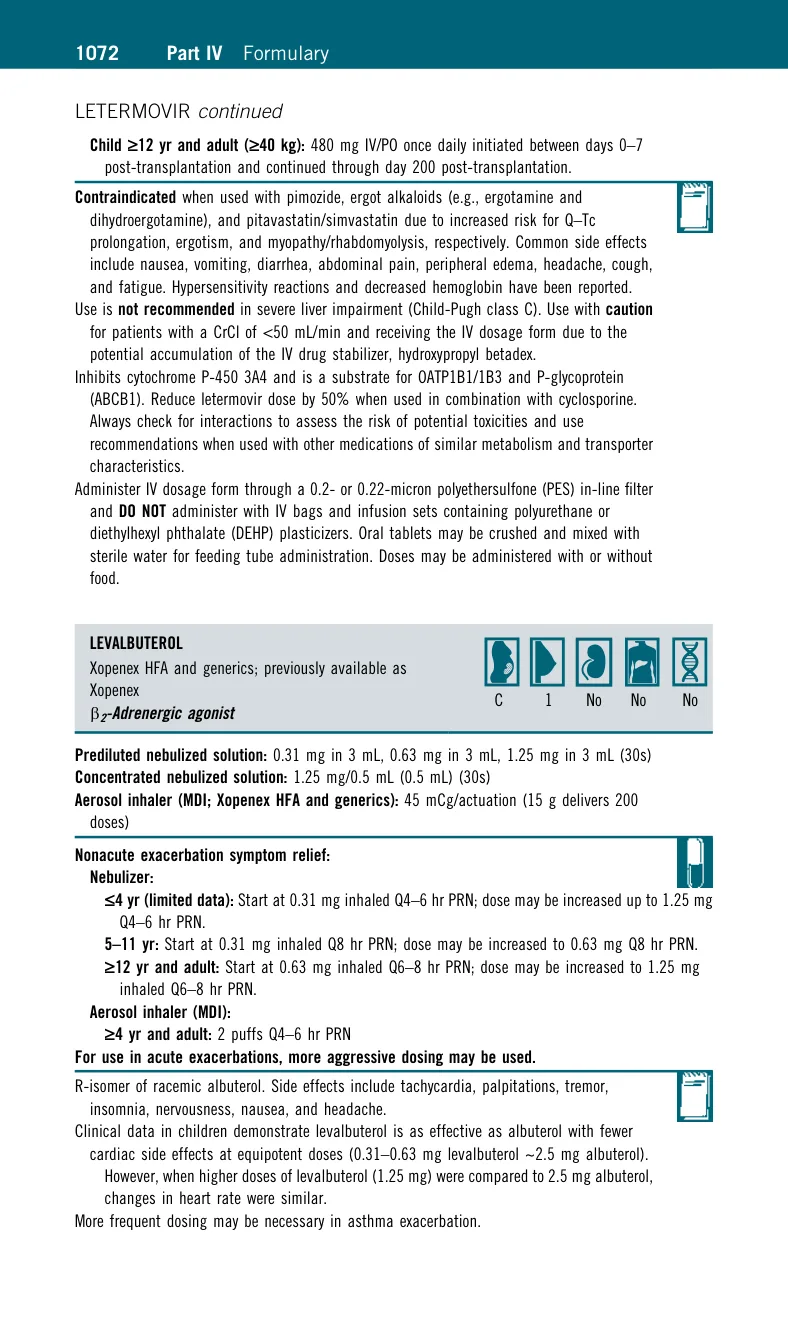 1072 Part IV Formulary
LETERMOVIR continued
Child ≥12 yr and adult (≥40 kg): 480 mg IV/PO once daily initiated between days 0–7
post-transplantation and continued through day 200 post-transplantation.
Contraindicated when used with pimozide, ergot alkaloids (e.g., ergotamine and
dihydroergotamine), and pitavastatin/simvastatin due to increased risk for Q–Tc
prolongation, ergotism, and myopathy/rhabdomyolysis, respectively. Common side effects
include nausea, vomiting, diarrhea, abdominal pain, peripheral edema, headache, cough,
and fatigue. Hypersensitivity reactions and decreased hemoglobin have been reported.
Use is not recommended in severe liver impairment (Child-Pugh class C). Use with caution
for patients with a CrCl of <50 mL/min and receiving the IV dosage form due to the
potential accumulation of the IV drug stabilizer, hydroxypropyl betadex.
Inhibits cytochrome P-450 3A4 and is a substrate for OATP1B1/1B3 and P-glycoprotein
(ABCB1). Reduce letermovir dose by 50% when used in combination with cyclosporine.
Always check for interactions to assess the risk of potential toxicities and use
recommendations when used with other medications of similar metabolism and transporter
characteristics.
Administer IV dosage form through a 0.2- or 0.22-micron polyethersulfone (PES) in-line filter
and DO NOT administer with IV bags and infusion sets containing polyurethane or
diethylhexyl phthalate (DEHP) plasticizers. Oral tablets may be crushed and mixed with
sterile water for feeding tube administration. Doses may be administered with or without
food.
LEVALBUTEROL
Xopenex HFA and generics; previously available as
Xopenex
β2-Adrenergic agonist
C 1 No No No
Prediluted nebulized solution: 0.31 mg in 3 mL, 0.63 mg in 3 mL, 1.25 mg in 3 mL (30s)
Concentrated nebulized solution: 1.25 mg/0.5 mL (0.5 mL) (30s)
Aerosol inhaler (MDI; Xopenex HFA and generics): 45 mCg/actuation (15 g delivers 200
doses)
Nonacute exacerbation symptom relief:
Nebulizer:
≤4 yr (limited data): Start at 0.31 mg inhaled Q4–6 hr PRN; dose may be increased up to 1.25 mg
Q4–6 hr PRN.
5–11 yr: Start at 0.31 mg inhaled Q8 hr PRN; dose may be increased to 0.63 mg Q8 hr PRN.
≥12 yr and adult: Start at 0.63 mg inhaled Q6–8 hr PRN; dose may be increased to 1.25 mg
inhaled Q6–8 hr PRN.
Aerosol inhaler (MDI):
≥4 yr and adult: 2 puffs Q4–6 hr PRN
For use in acute exacerbations, more aggressive dosing may be used.
R-isomer of racemic albuterol. Side effects include tachycardia, palpitations, tremor,
insomnia, nervousness, nausea, and headache.
Clinical data in children demonstrate levalbuterol is as effective as albuterol with fewer
cardiac side effects at equipotent doses (0.31–0.63 mg levalbuterol ~2.5 mg albuterol).
However, when higher doses of levalbuterol (1.25 mg) were compared to 2.5 mg albuterol,
changes in heart rate were similar.
More frequent dosing may be necessary in asthma exacerbation.